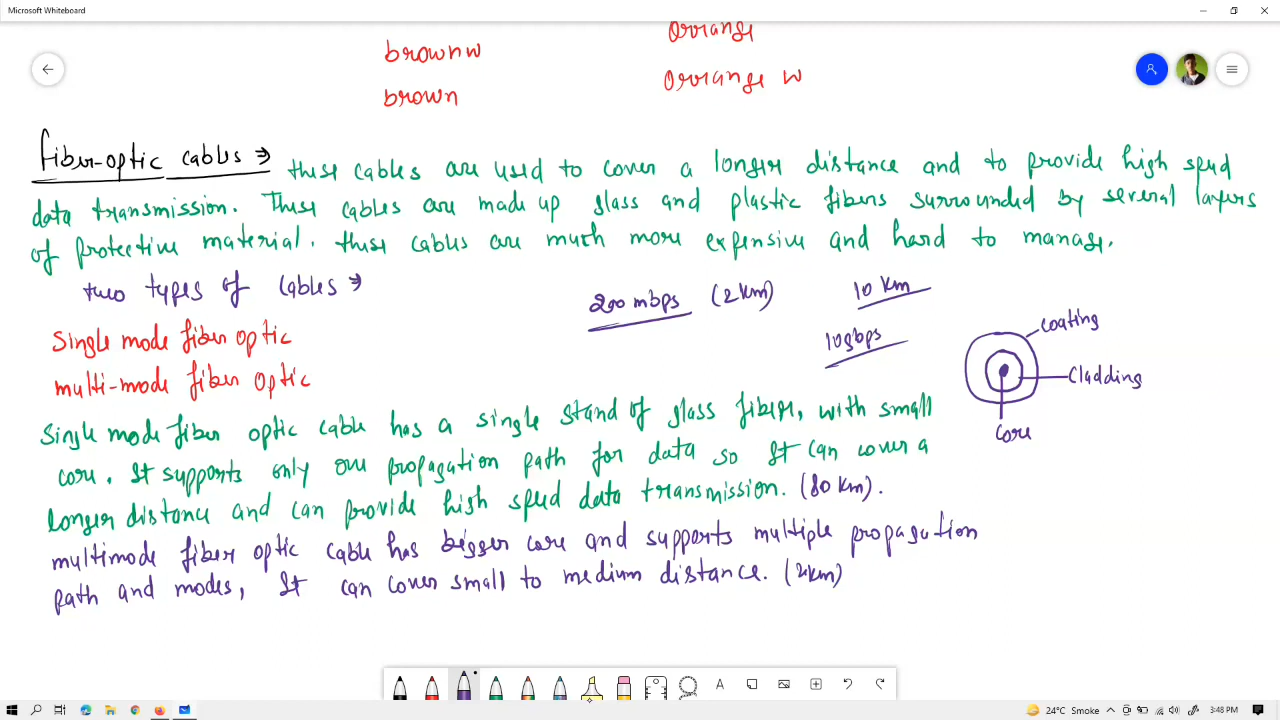 Microsoft Whiteboard
Orrange
brown w
Orrange w
brown
fiber-optic cables →
these cables are used to cover a longer distance and to provide high speed
data transmission. These cables are made up glass and plastic fibers surrounded by several layers
of protective material. these cables are much more expensive and hard to manage.
two types of cables →
200 mbps (2km)
10 Km
10gbps
Single mode fiber optic
multi-mode fiber optic
coating
cladding
core
Single mode fiber optic cable has a single stand of glass fiber, with small
core. It supports only one propagation path for data so It can cover a
longer distance and can provide high speed data transmission. (80 km).
multimode fiber optic cable has bigger core and supports multiple propagation
path and modes, It can cover small to medium distance. (2km)
24°C Smoke
3:48 PM